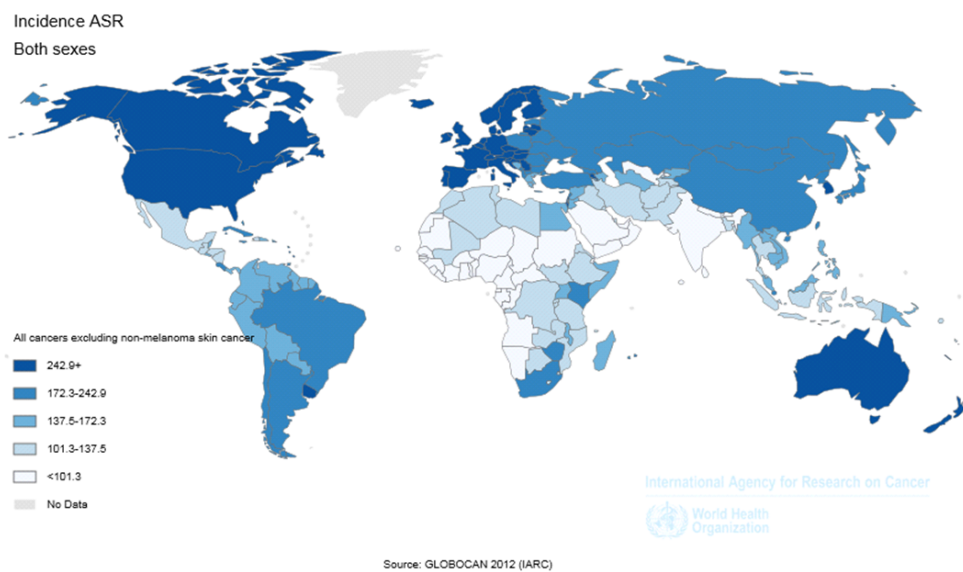 Incidence ASR
Both sexes
All cancers excluding non-melanoma skin cancer
242.9+
172.3-242.9
137.5-172.3
101.3-137.5
<101.3
No Data
International Agency for Research on Cancer
World Health
Organization
Source: GLOBOCAN 2012 (IARC)